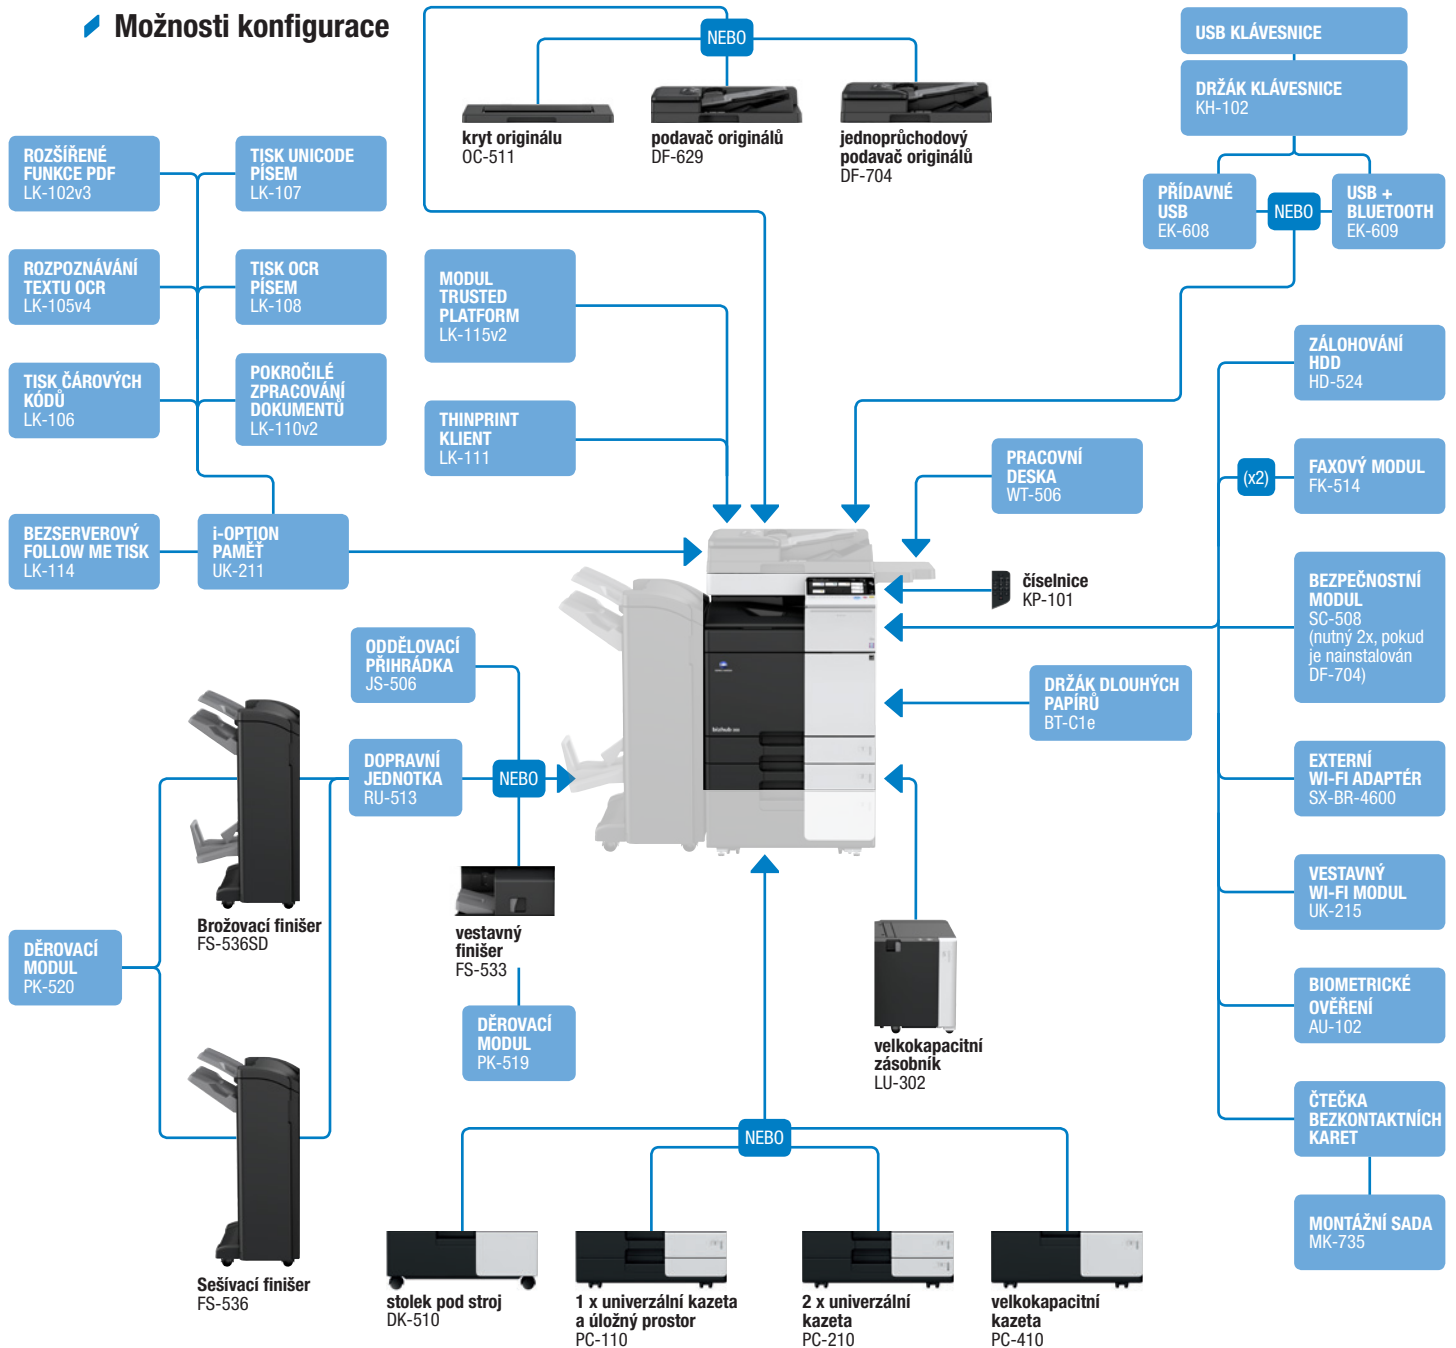 Možnosti konfigurace
NEBO
kryt originálu
OC-511
podavač originálů
DF-629
jednoprůchodový
podavač originálů
DF-704
USB KLÁVESNICE
DRŽÁK KLÁVESNICE
KH-102
PŘÍDAVNÉ
USB
EK-608
NEBO
USB +
BLUETOOTH
EK-609
ROZŠÍŘENÉ
FUNKCE PDF
LK-102v3
TISK UNICODE
PÍSEM
LK-107
ROZPOZNÁVÁNÍ
TEXTU OCR
LK-105v4
TISK OCR
PÍSEM
LK-108
TISK ČÁROVÝCH
KÓDŮ
LK-106
POKROČILÉ
ZPRACOVÁNÍ
DOKUMENTŮ
LK-110v2
BEZSERVEROVÝ
FOLLOW ME TISK
LK-114
i-OPTION
PAMĚŤ
UK-211
MODUL
TRUSTED
PLATFORM
LK-115v2
THINPRINT
KLIENT
LK-111
PRACOVNÍ
DESKA
WT-506
číselnice
KP-101
DRŽÁK DLOUHÝCH
PAPÍRŮ
BT-C1e
ZÁLOHOVÁNÍ
HDD
HD-524
(x2)
FAXOVÝ MODUL
FK-514
BEZPEČNOSTNÍ
MODUL
SC-508
(nutný 2x, pokud
je nainstalován
DF-704)
EXTERNÍ
WI-FI ADAPTÉR
SX-BR-4600
VESTAVNÝ
WI-FI MODUL
UK-215
BIOMETRICKÉ
OVĚŘENÍ
AU-102
ČTEČKA
BEZKONTAKTNÍCH
KARET
MONTÁŽNÍ SADA
MK-735
ODDĚLOVACÍ
PŘIHRÁDKA
JS-506
DOPRAVNÍ
JEDNOTKA
RU-513
NEBO
bizhub
vestavný
finišer
FS-533
DĚROVACÍ
MODUL
PK-519
Brožovací finišer
FS-536SD
DĚROVACÍ
MODUL
PK-520
Sešívací finišer
FS-536
velkokapacitní
zásobník
LU-302
NEBO
stolek pod stroj
DK-510
1 x univerzální kazeta
a úložný prostor
PC-110
2 x univerzální
kazeta
PC-210
velkokapacitní
kazeta
PC-410